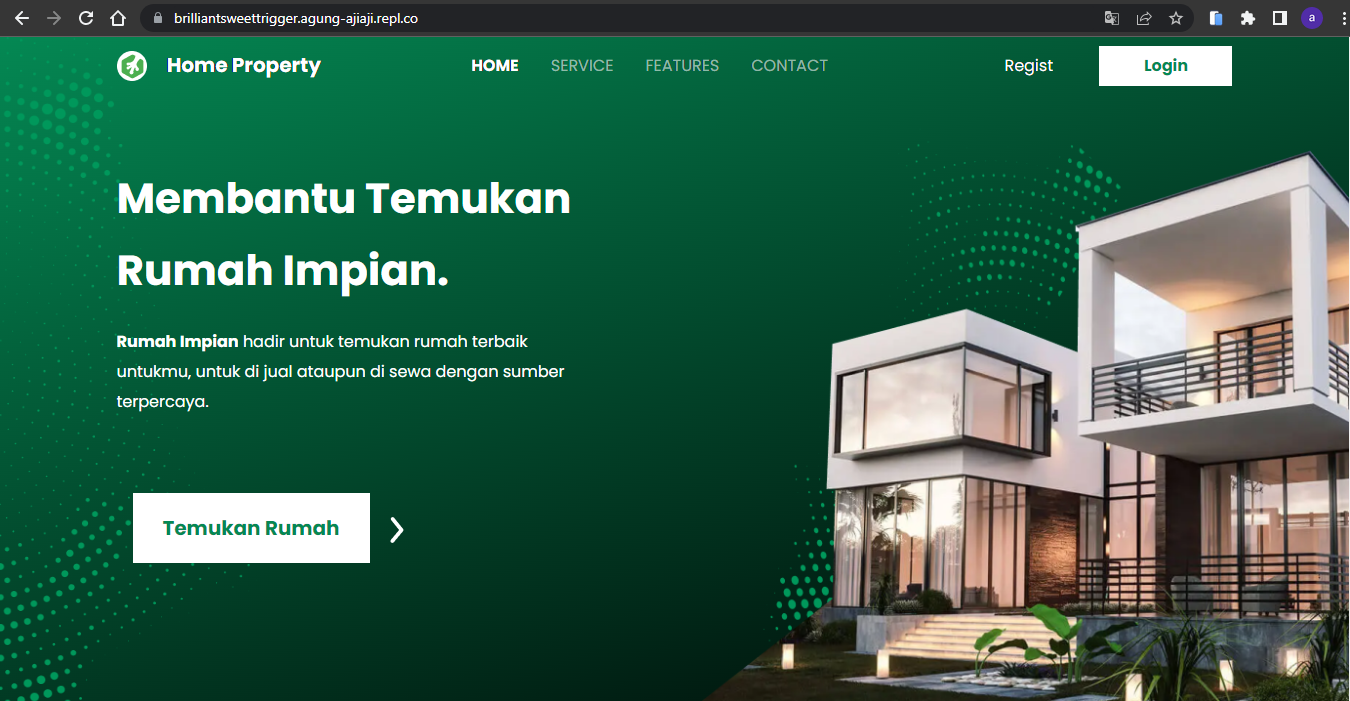 brilliantsweettrigger.agung-ajiaji.repl.co
a
Home Property
HOME
SERVICE
FEATURES
CONTACT
Regist
Login
Membantu Temukan
Rumah Impian.
Rumah Impian hadir untuk temukan rumah terbaik
untukmu, untuk di jual ataupun di sewa dengan sumber
terpercaya.
Temukan Rumah